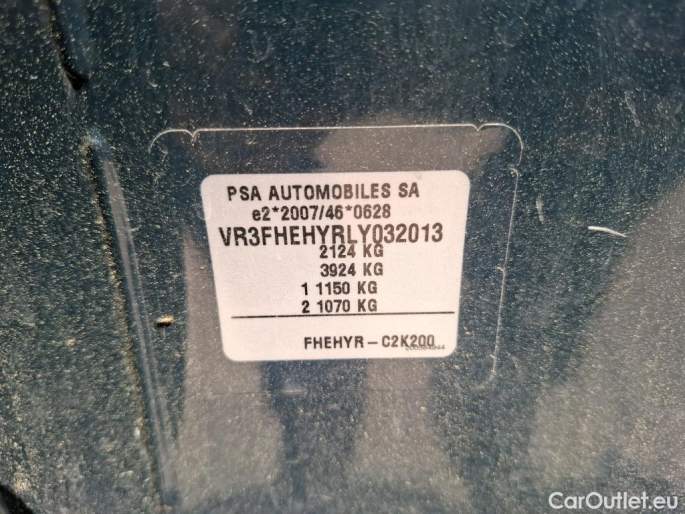 PSA AUTOMOBILES SA
e2*2007/46*0628
VR3FHEHYRLY032013
2124 KG
3924 KG
1 1150 KG
2 1070 KG
FHEHYR – C2K200
CarOutlet.eu